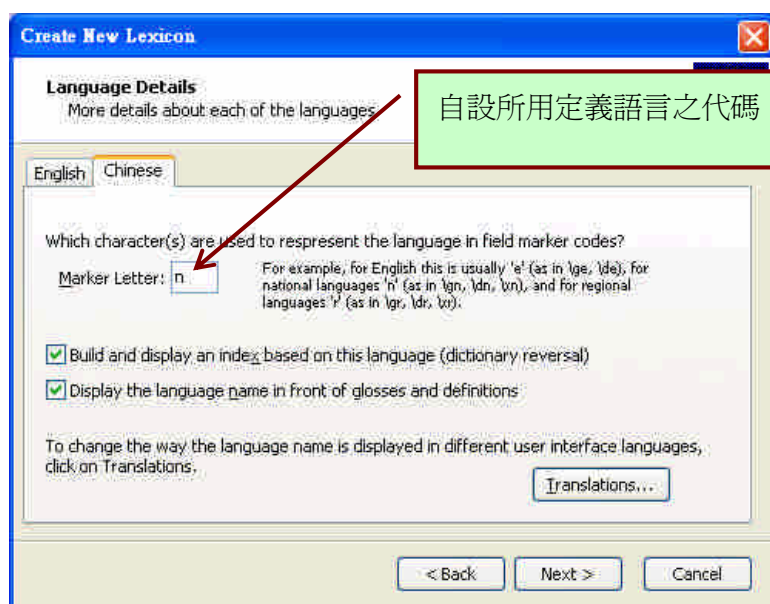 Create New Lexicon
Language Details
More details about each of the languages.
自設所用定義語言之代碼
English
Chinese
Which character(s) are used to respresent the language in field marker codes?
Marker Letter: n
For example, for English this is usually 'e' (as in \ge, \de), for
national languages 'n' (as in \gn, \dn, \xn), and for regional
languages 'r' (as in \gr, \dr, \xr).
Build and display an index based on this language (dictionary reversal)
Display the language name in front of glosses and definitions
To change the way the language name is displayed in different user interface languages,
click on Translations.
Translations...
< Back
Next >
Cancel